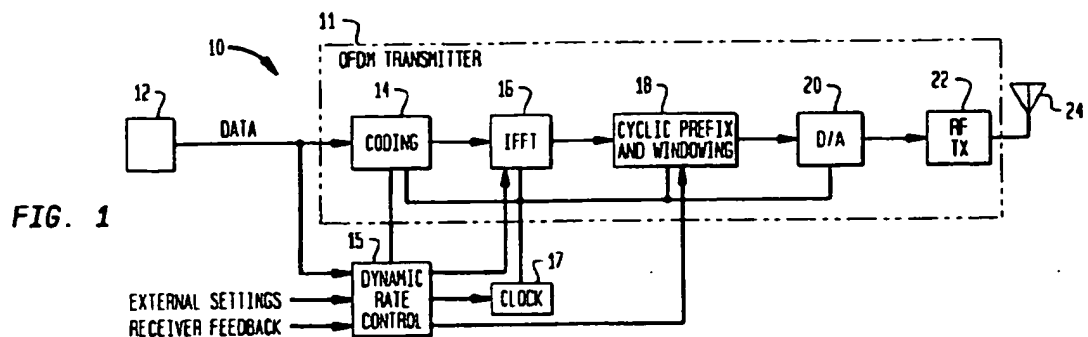 11
OFDM TRANSMITTER
10
12
DATA
14
CODING
16
IFFT
18
CYCLIC PREFIX
AND WINDOWING
20
D/A
22
RF
TX
24
FIG. 1
15
DYNAMIC
RATE
CONTROL
17
CLOCK
EXTERNAL SETTINGS
RECEIVER FEEDBACK